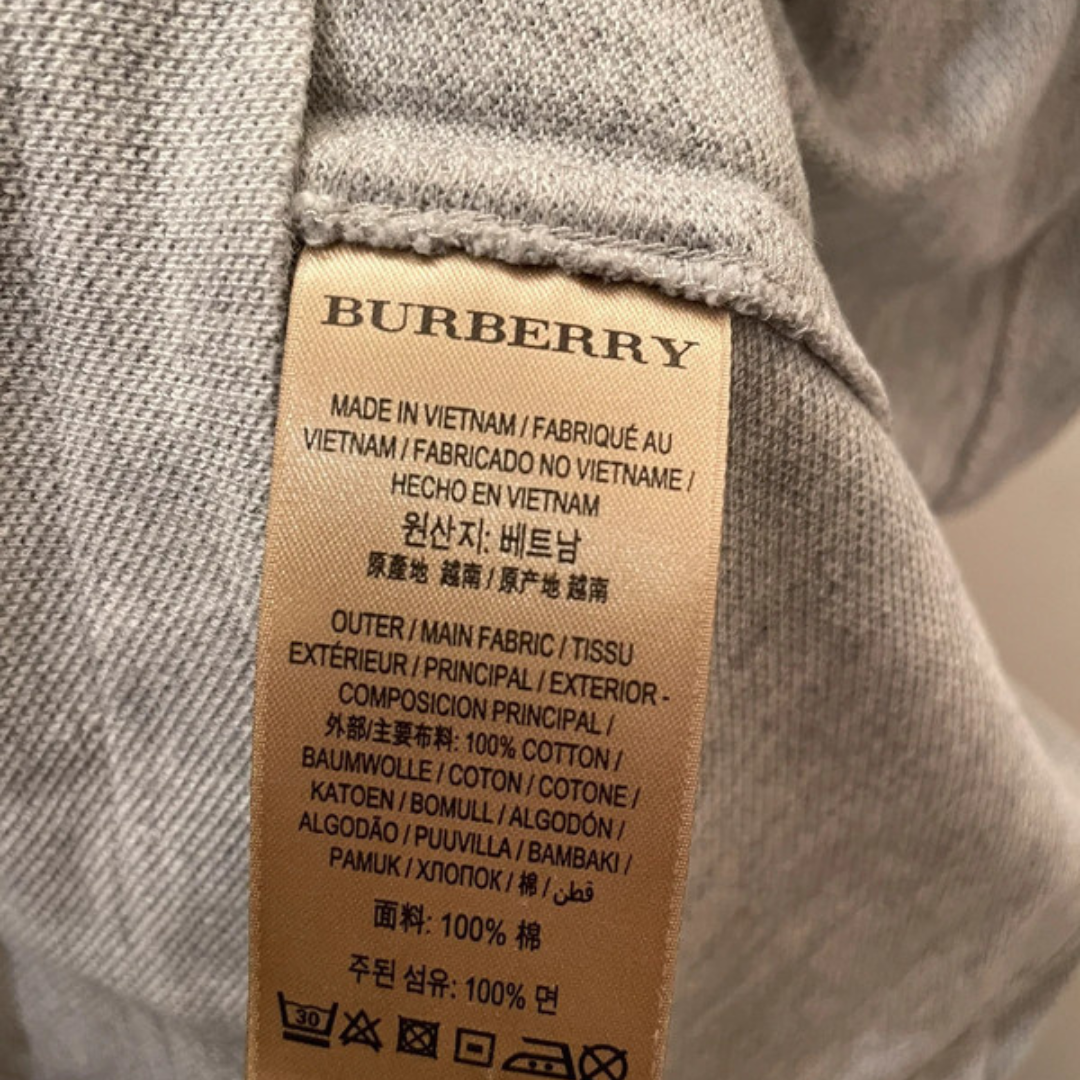 BURBERRY
MADE IN VIETNAM / FABRIQUÉ AU
VIETNAM / FABRICADO NO VIETNAME /
HECHO EN VIETNAM
원산지: 베트남
原產地 越南 / 原产地 越南
OUTER / MAIN FABRIC / TISSU
EXTÉRIEUR / PRINCIPAL / EXTERIOR -
COMPOSICION PRINCIPAL /
外部/主要布料: 100% COTTON /
BAUMWOLLE / COTON / COTONE /
KATOEN / BOMULL / ALGODÓN /
ALGODÃO / PUUVILLA / BAMBAKI /
PAMUK / ХЛОПОК / 棉 / قطن
面料: 100% 棉
주된 섬유: 100% 면
30